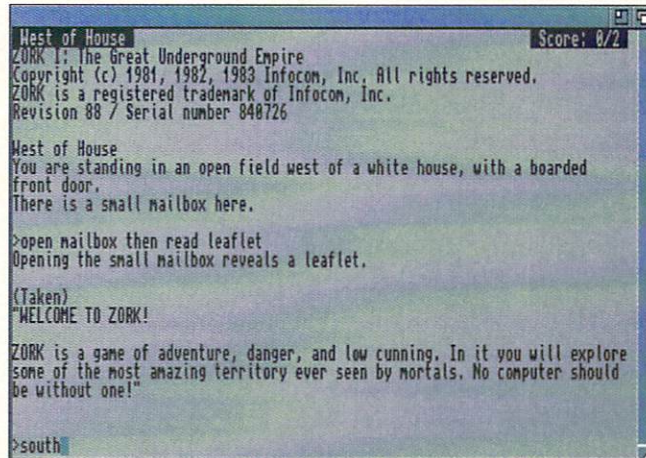 West of House Score: 0/2
ZORK I: The Great Underground Empire
Copyright (c) 1981, 1982, 1983 Infocom, Inc. All rights reserved.
ZORK is a registered trademark of Infocom, Inc.
Revision 88 / Serial number 840726
West of House
You are standing in an open field west of a white house, with a boarded
front door.
There is a small mailbox here.
>open mailbox then read leaflet
Opening the small mailbox reveals a leaflet.
(Taken)
"WELCOME TO ZORK!
ZORK is a game of adventure, danger, and low cunning. In it you will explore
some of the most amazing territory ever seen by mortals. No computer should
be without one!"
>south